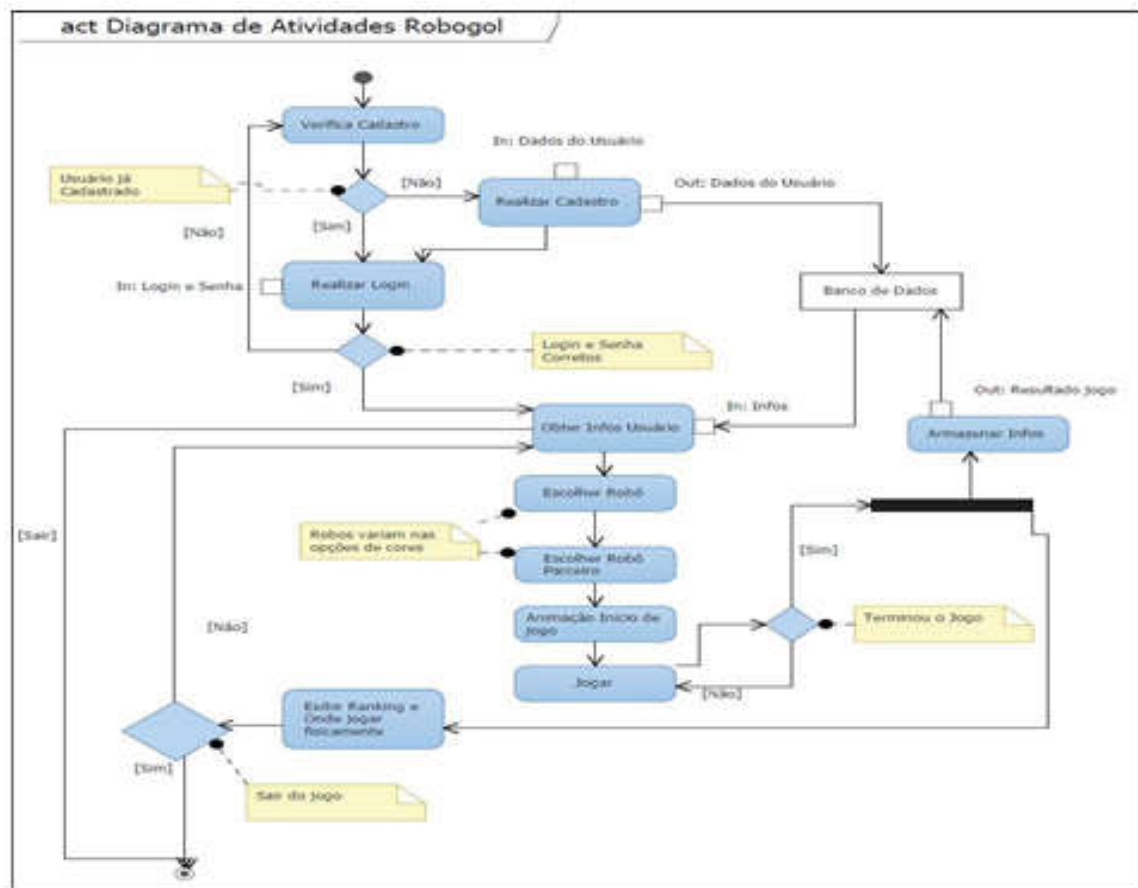 act Diagrama de Atividades Robogol
Verifica Cadastro
In: Dados do Usuário
Usuário já
Cadastrado
[Não]
Out: Dados do Usuário
Realizar Cadastro
[Não]
[Sim]
In: Login e Senha
Realizar Login
Banco de Dados
Login e Senha
Corretos
[Sim]
Out: Resultado Jogo
In: Infos
Obter Infos Usuário
Armazenar Infos
Escolher Robô
[Sair]
Robos variam nas
opções de cores
[Sim]
Escolher Robô
Parceiro
Animação Inicio de
Jogo
Terminou o Jogo
[Não]
Jogar
[Não]
Exibir Ranking e
Onde Jogar
fisicamente
[Sim]
Sair do Jogo